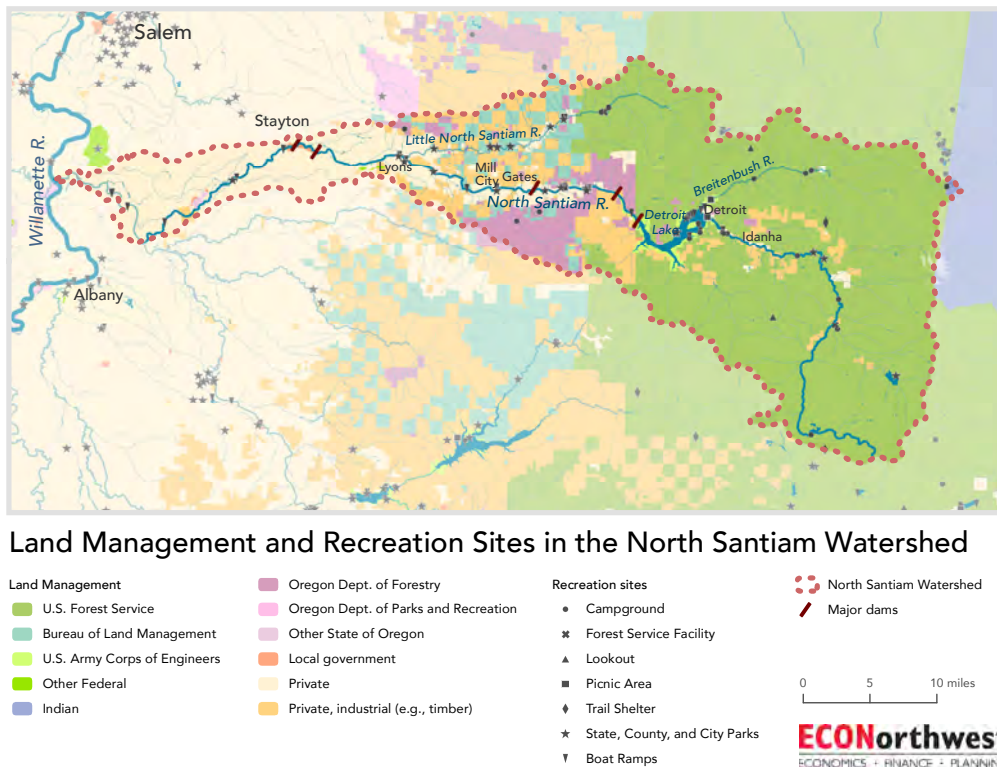 Salem
Stayton
Little North Santiam R.
Lyons
Mill
City
Gates
North Santiam R.
Breitenbush R.
Detroit
Lake
Detroit
Idanha
Willamette R.
Albany
Land Management and Recreation Sites in the North Santiam Watershed
Land Management
U.S. Forest Service
Bureau of Land Management
U.S. Army Corps of Engineers
Other Federal
Indian
Oregon Dept. of Forestry
Oregon Dept. of Parks and Recreation
Other State of Oregon
Local government
Private
Private, industrial (e.g., timber)
Recreation sites
Campground
Forest Service Facility
Lookout
Picnic Area
Trail Shelter
State, County, and City Parks
Boat Ramps
North Santiam Watershed
Major dams
0 5 10 miles
ECONorthwest
ECONOMICS • FINANCE • PLANNING